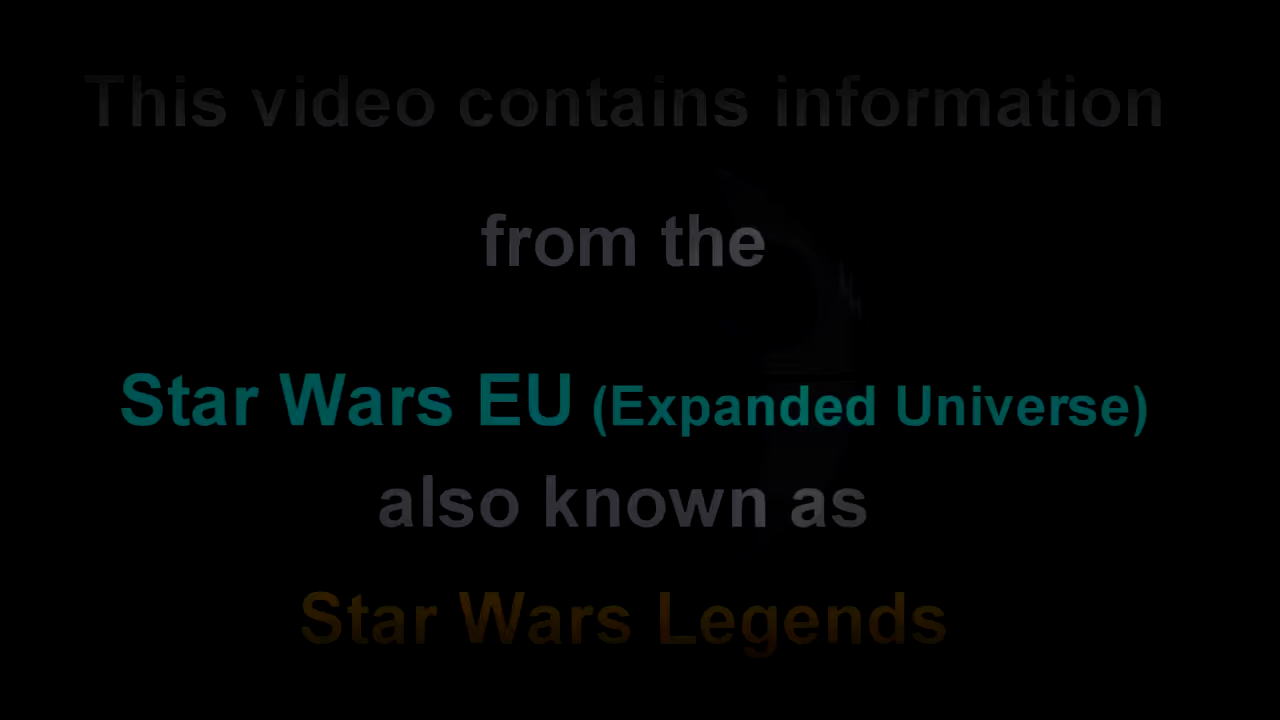 This video contains information
from the
Star Wars EU (Expanded Universe)
also known as
Star Wars Legends